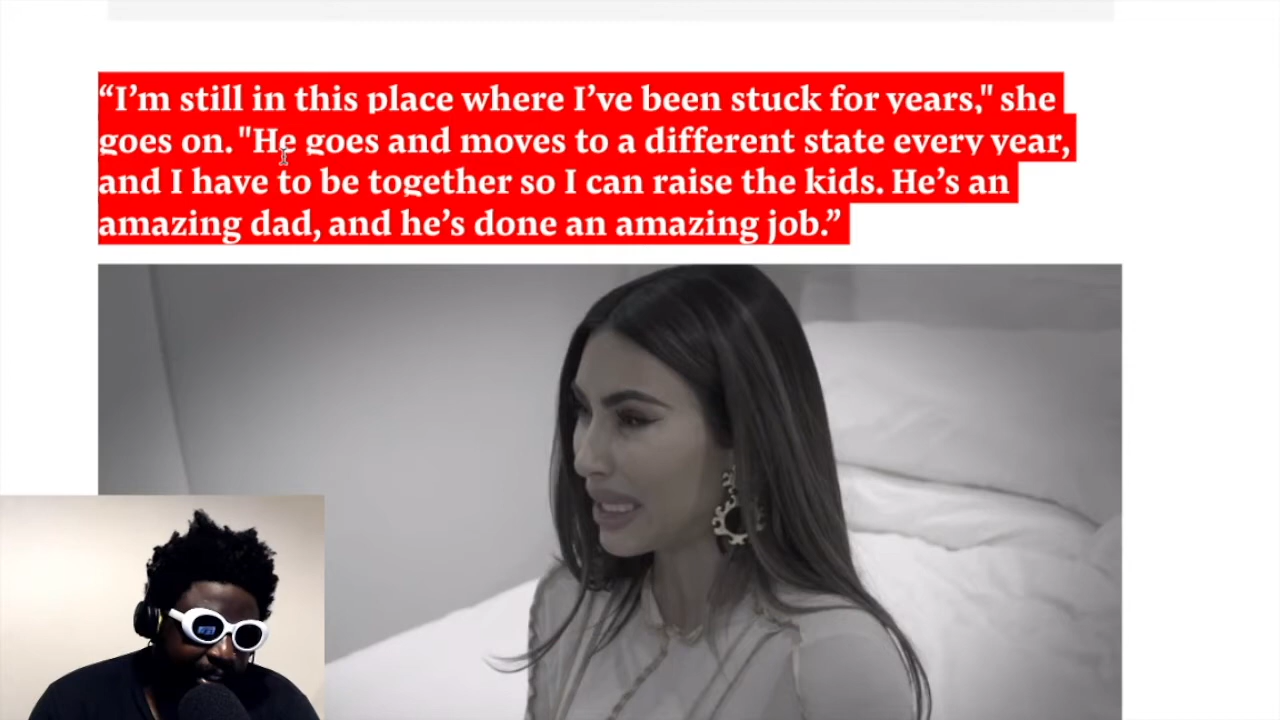 “I’m still in this place where I’ve been stuck for years," she
goes on. "He goes and moves to a different state every year,
and I have to be together so I can raise the kids. He’s an
amazing dad, and he’s done an amazing job.”